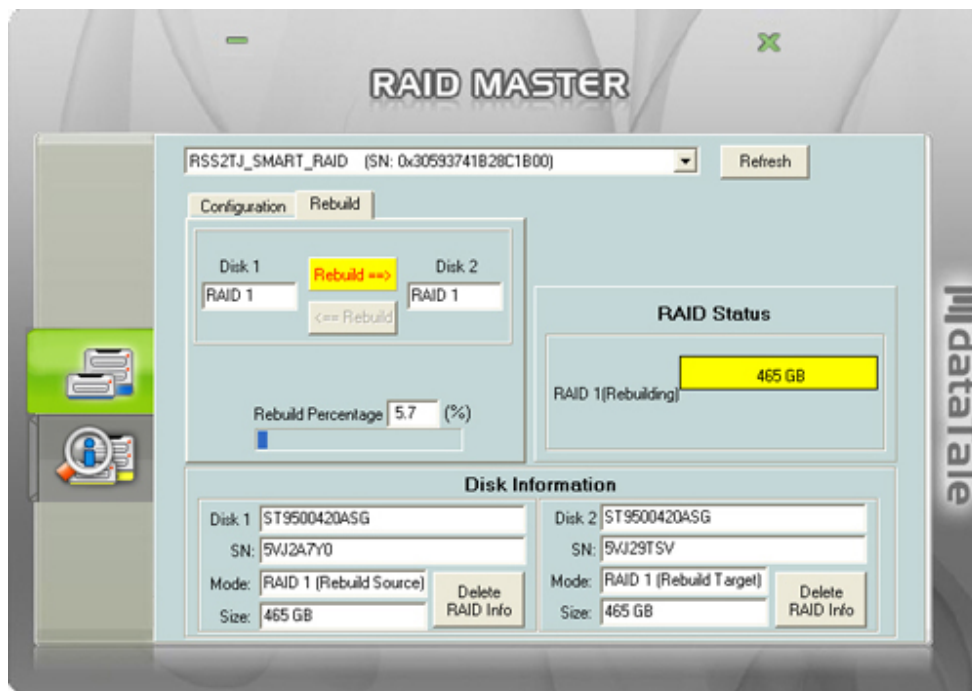 RAID MASTER
RSS2TJ_SMART_RAID (SN: 0x30593741B28C1B00)
Refresh
Configuration
Rebuild
Disk 1
Rebuild ==>
Disk 2
RAID 1
RAID 1
<== Rebuild
Rebuild Percentage 5.7 (%)
RAID Status
465 GB
RAID 1(Rebuilding)
datatale
Disk Information
Disk 1 ST9500420ASG
SN: 5VJ2A7Y0
Mode: RAID 1 (Rebuild Source)
Size: 465 GB
Delete
RAID Info
Disk 2 ST9500420ASG
SN: 5VJ29TSV
Mode: RAID 1 (Rebuild Target)
Size: 465 GB
Delete
RAID Info